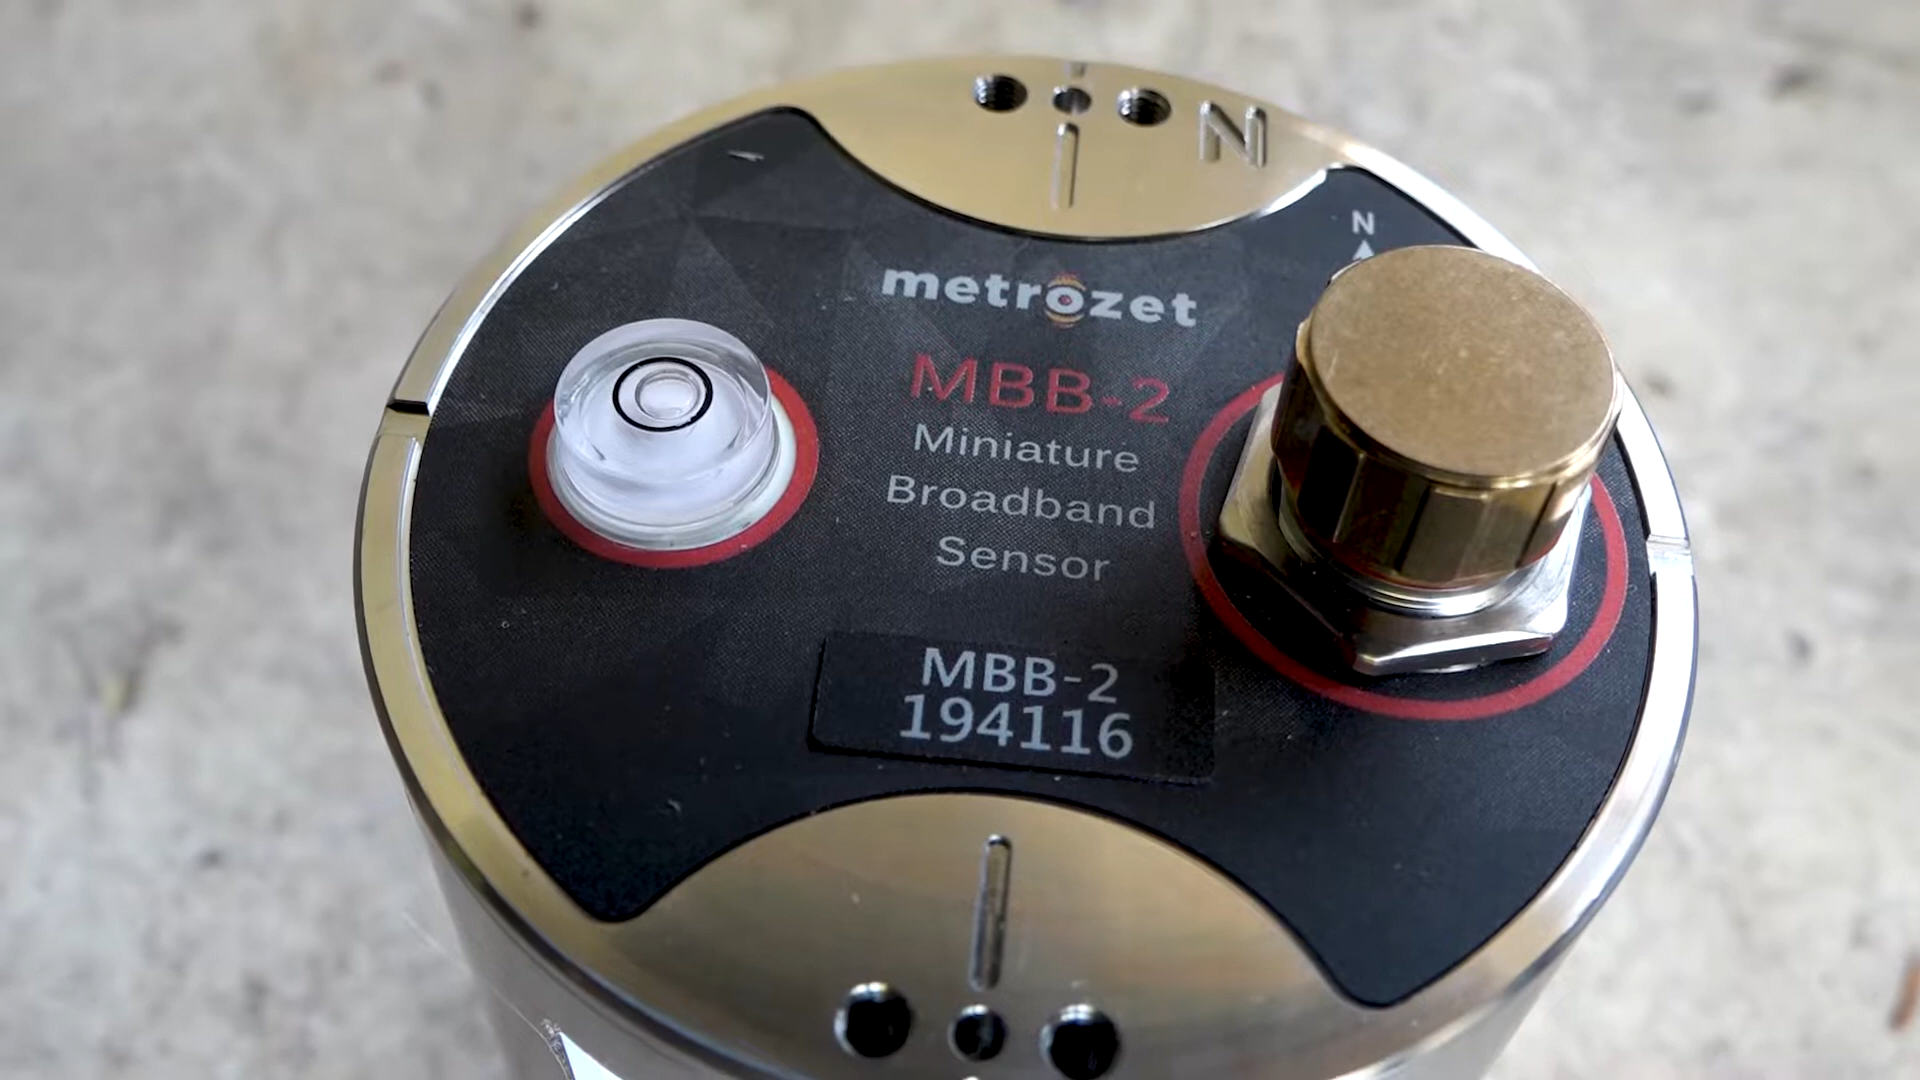 N
N
metrozet
MBB-2
Miniature
Broadband
Sensor
MBB-2
194116